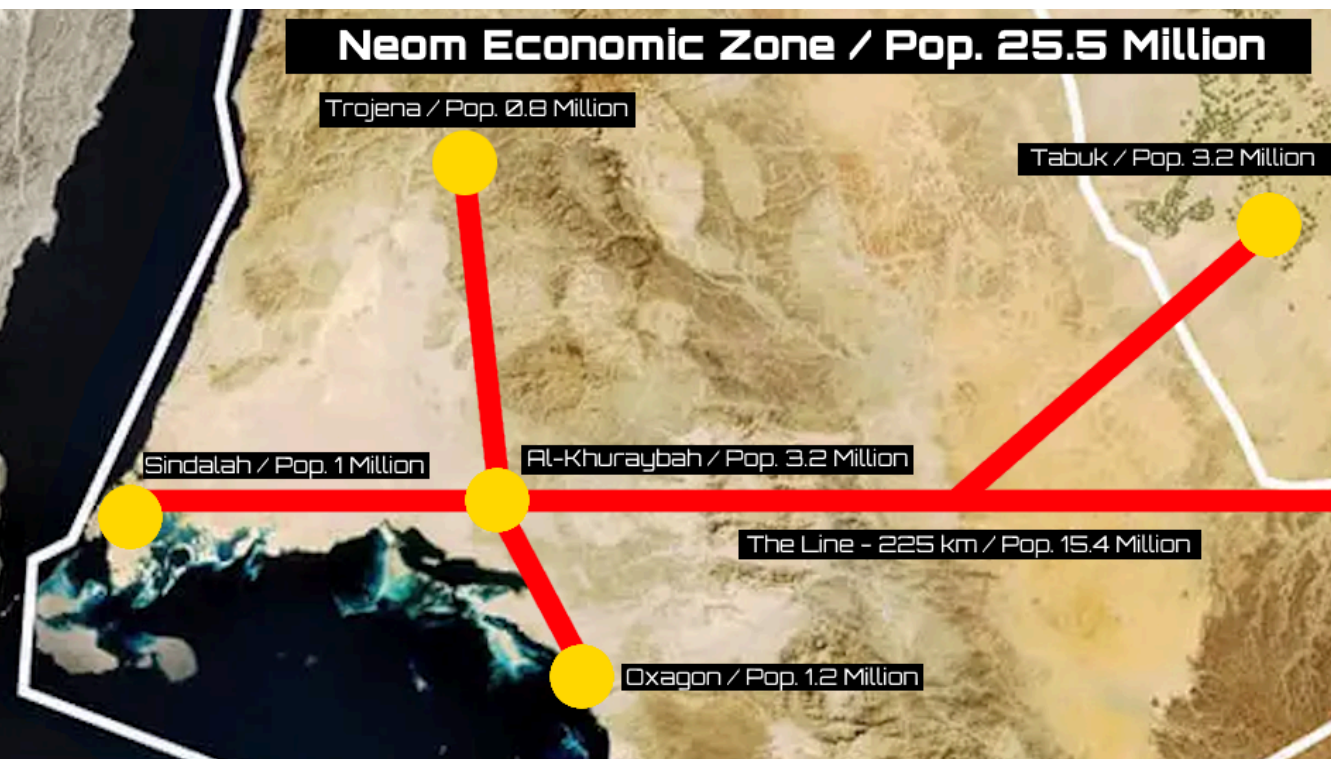 Neom Economic Zone / Pop. 25.5 Million
Trojena / Pop. 0.8 Million
Tabuk / Pop. 3.2 Million
Sindalah / Pop. 1 Million
Al-Khuraybah / Pop. 3.2 Million
The Line - 225 km / Pop. 15.4 Million
Oxagon / Pop. 1.2 Million